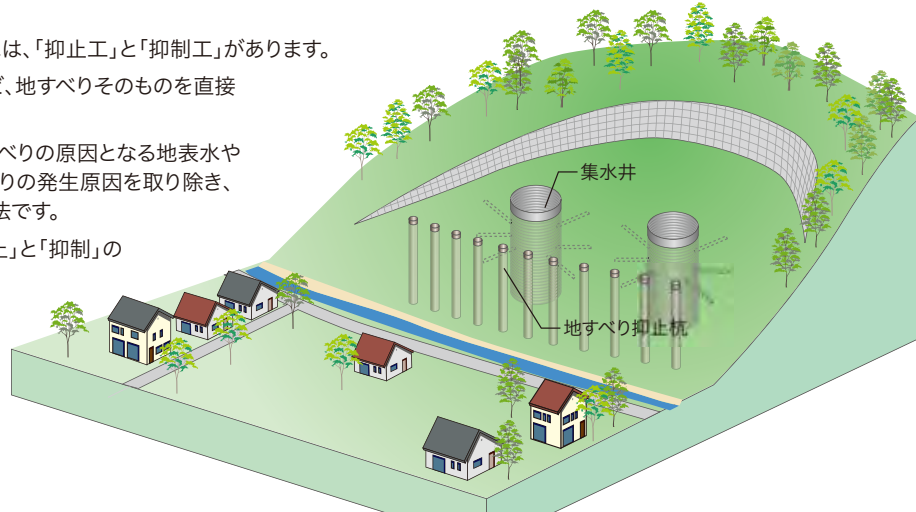 は、「抑止工」と「抑制工」があります。
、地すべりそのものを直接
べりの原因となる地表水や
りの発生原因を取り除き、
法です。
」と「抑制」の
集水井
地すべり抑止杭